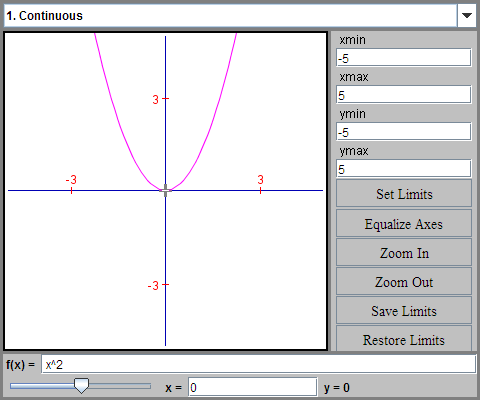 1. Continuous
xmin
-5
xmax
5
ymin
-5
ymax
5
3
-3
3
-3
Set Limits
Equalize Axes
Zoom In
Zoom Out
Save Limits
Restore Limits
f(x) = x^2
x = 0 y = 0